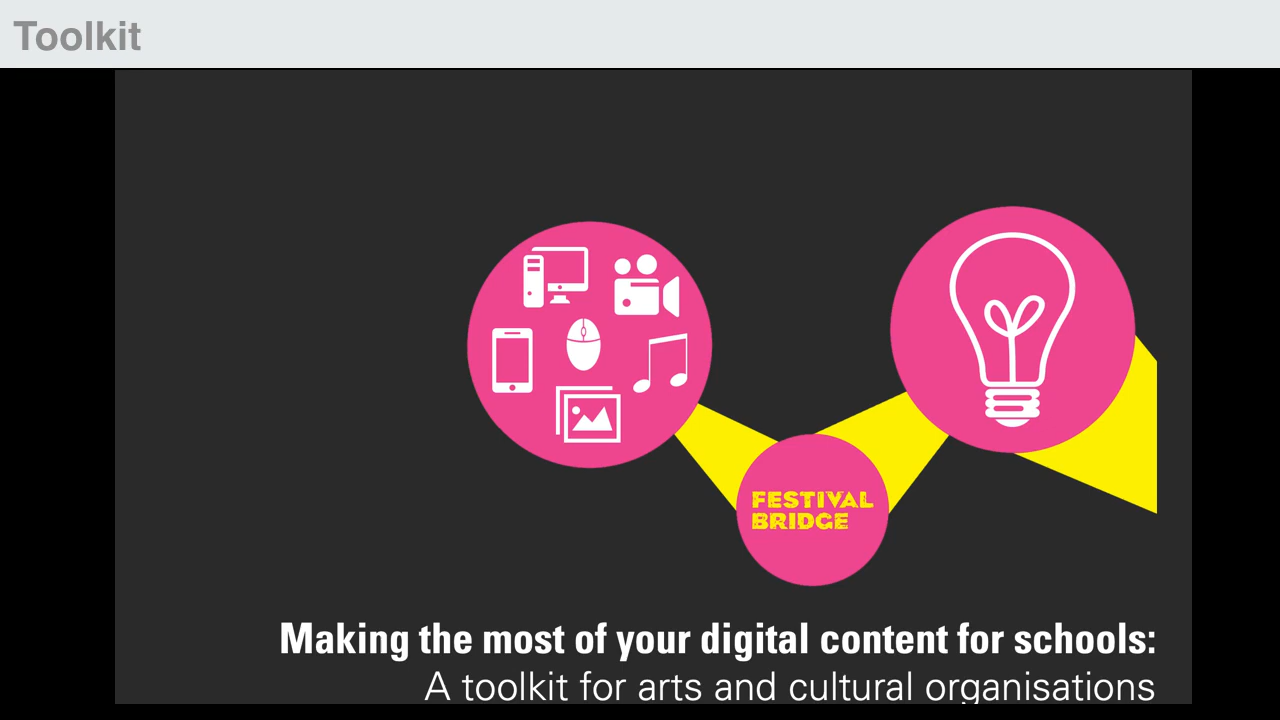 Toolkit
FESTIVAL
BRIDGE
Making the most of your digital content for schools:
A toolkit for arts and cultural organisations